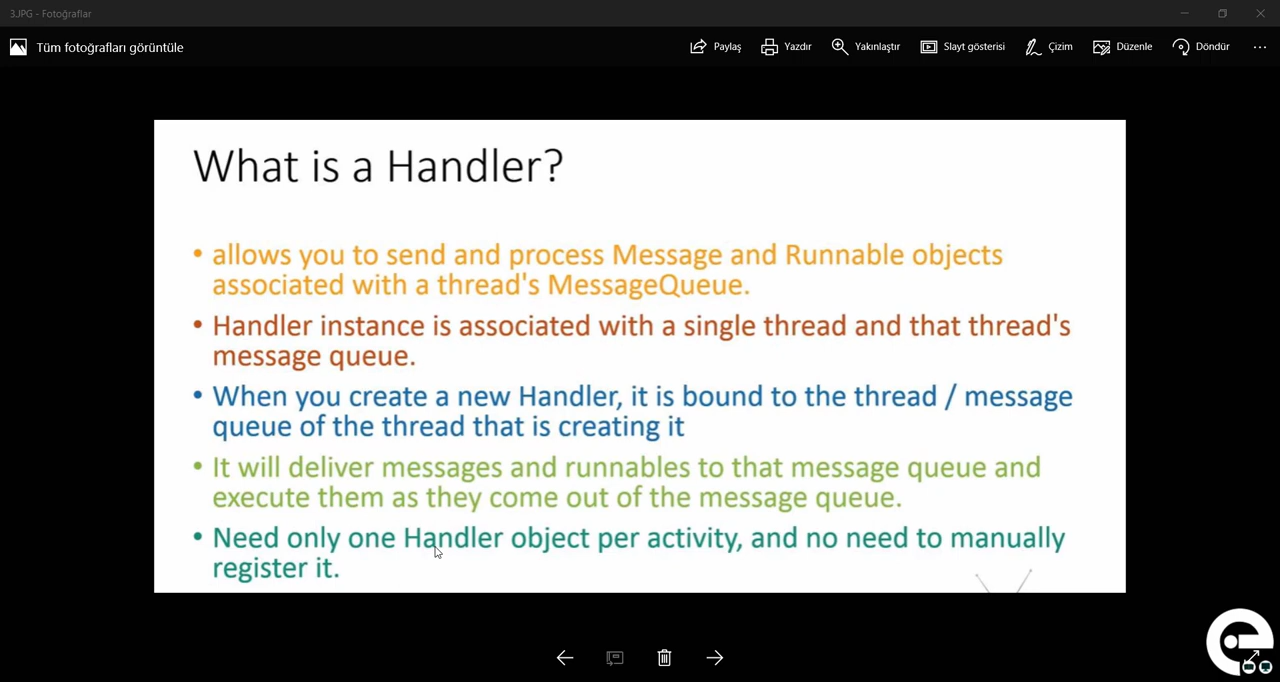 3.JPG - Fotoğraflar
Tüm fotoğrafları görüntüle
Paylaş
Yazdır
Yakınlaştır
Slayt gösterisi
Çizim
Düzenle
Döndür
What is a Handler?
• allows you to send and process Message and Runnable objects
associated with a thread's MessageQueue.
• Handler instance is associated with a single thread and that thread's
message queue.
• When you create a new Handler, it is bound to the thread / message
queue of the thread that is creating it
• It will deliver messages and runnables to that message queue and
execute them as they come out of the message queue.
• Need only one Handler object per activity, and no need to manually
register it.